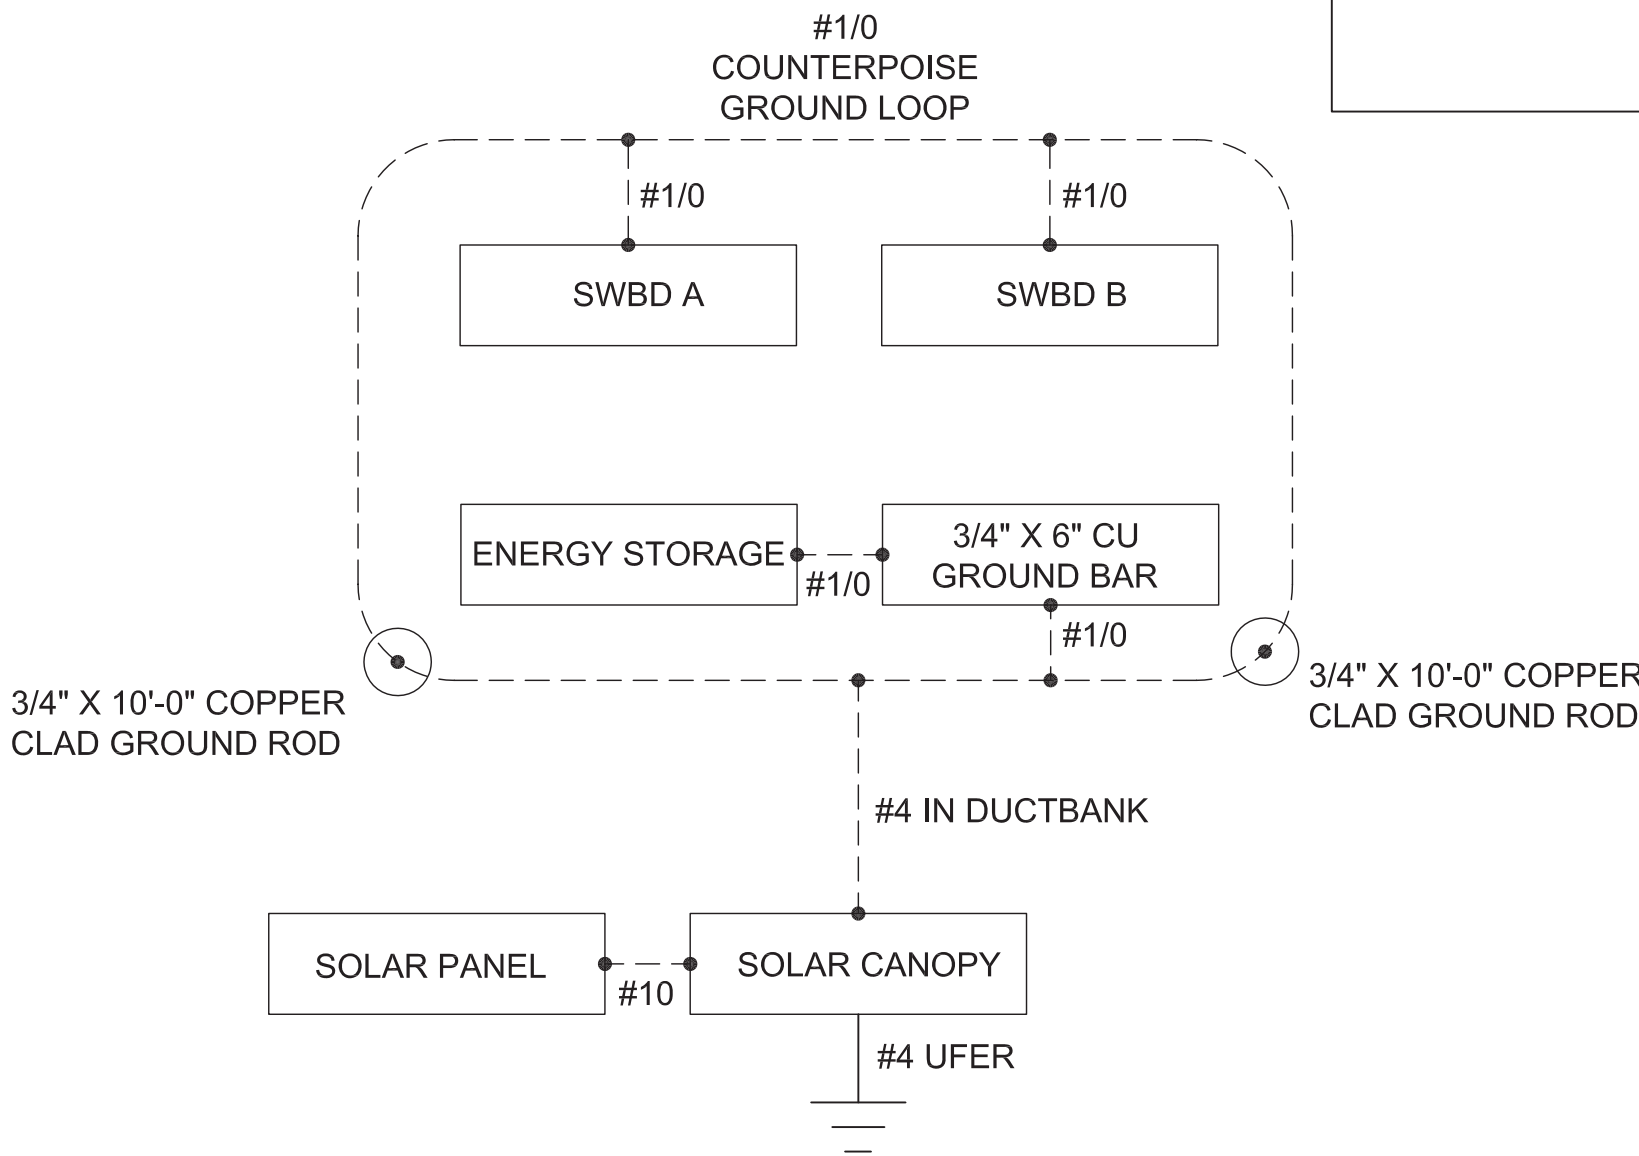 #1/0
COUNTERPOISE
GROUND LOOP
#1/0
#1/0
SWBD A
SWBD B
ENERGY STORAGE
#1/0
3/4" X 6" CU
GROUND BAR
#1/0
3/4" X 10'-0" COPPER
CLAD GROUND ROD
3/4" X 10'-0" COPPER
CLAD GROUND ROD
#4 IN DUCTBANK
SOLAR PANEL
#10
SOLAR CANOPY
#4 UFER